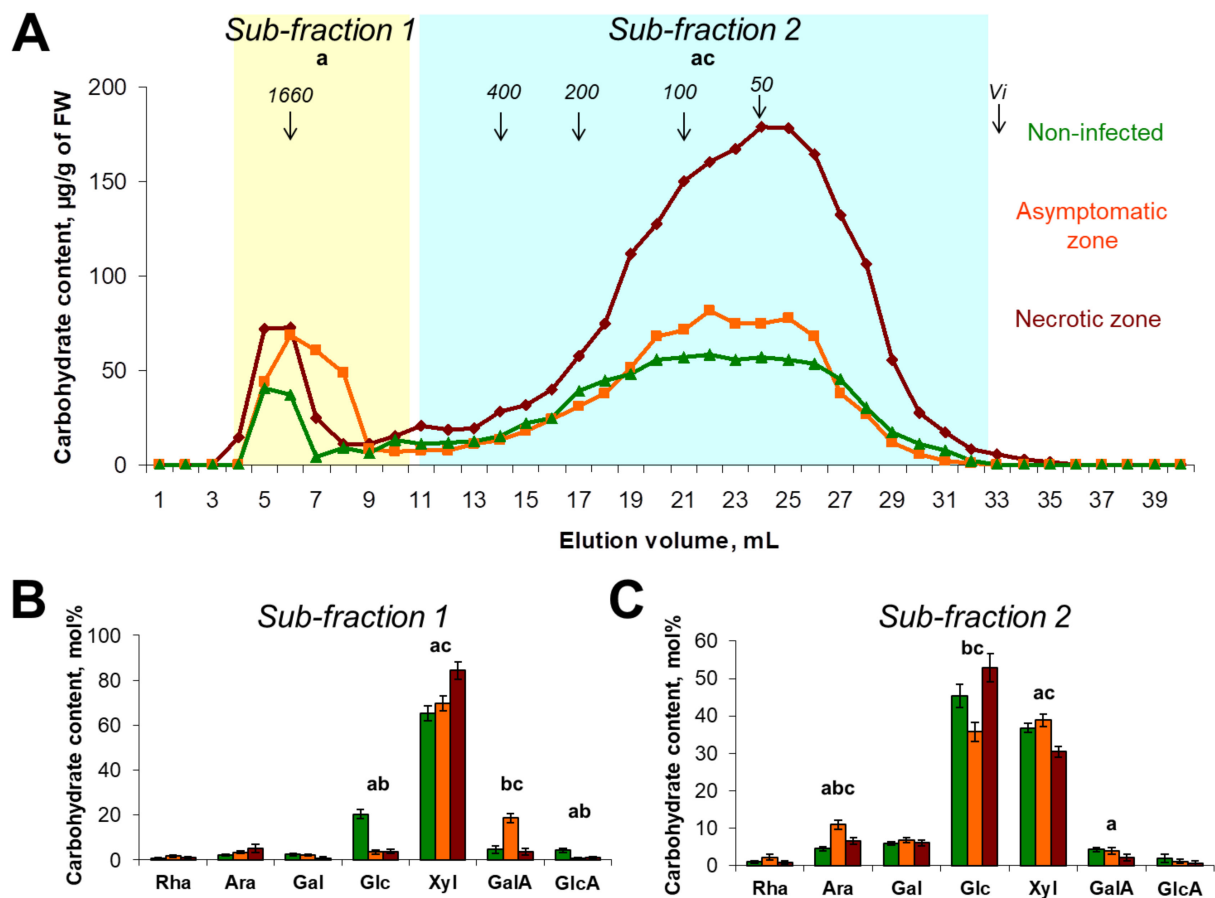 A
Sub-fraction 1
Sub-fraction 2
a
ac
1660
400
200
100
50
Vi
Non-infected
Asymptomatic
zone
Necrotic zone
Carbohydrate content, µg/g of FW
200
150
100
50
0
1 3 5 7 9 11 13 15 17 19 21 23 25 27 29 31 33 35 37 39
Elution volume, mL
B
Sub-fraction 1
Carbohydrate content, mol%
100
80
60
40
20
0
ab
ac
bc
ab
Rha Ara Gal Glc Xyl GalA GlcA
C
Sub-fraction 2
Carbohydrate content, mol%
60
50
40
30
20
10
0
abc
bc
ac
a
Rha Ara Gal Glc Xyl GalA GlcA